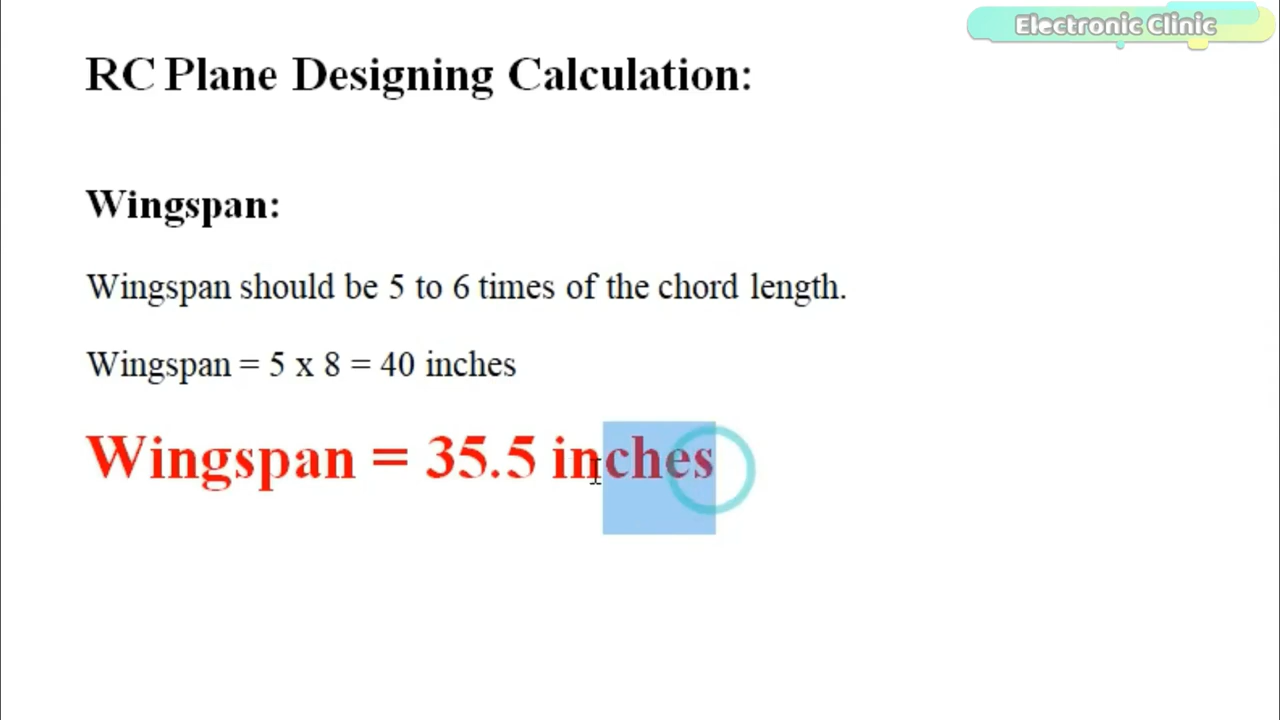 Electronic Clinic
RC Plane Designing Calculation:
Wingspan:
Wingspan should be 5 to 6 times of the chord length.
Wingspan = 5 x 8 = 40 inches
Wingspan = 35.5 inches